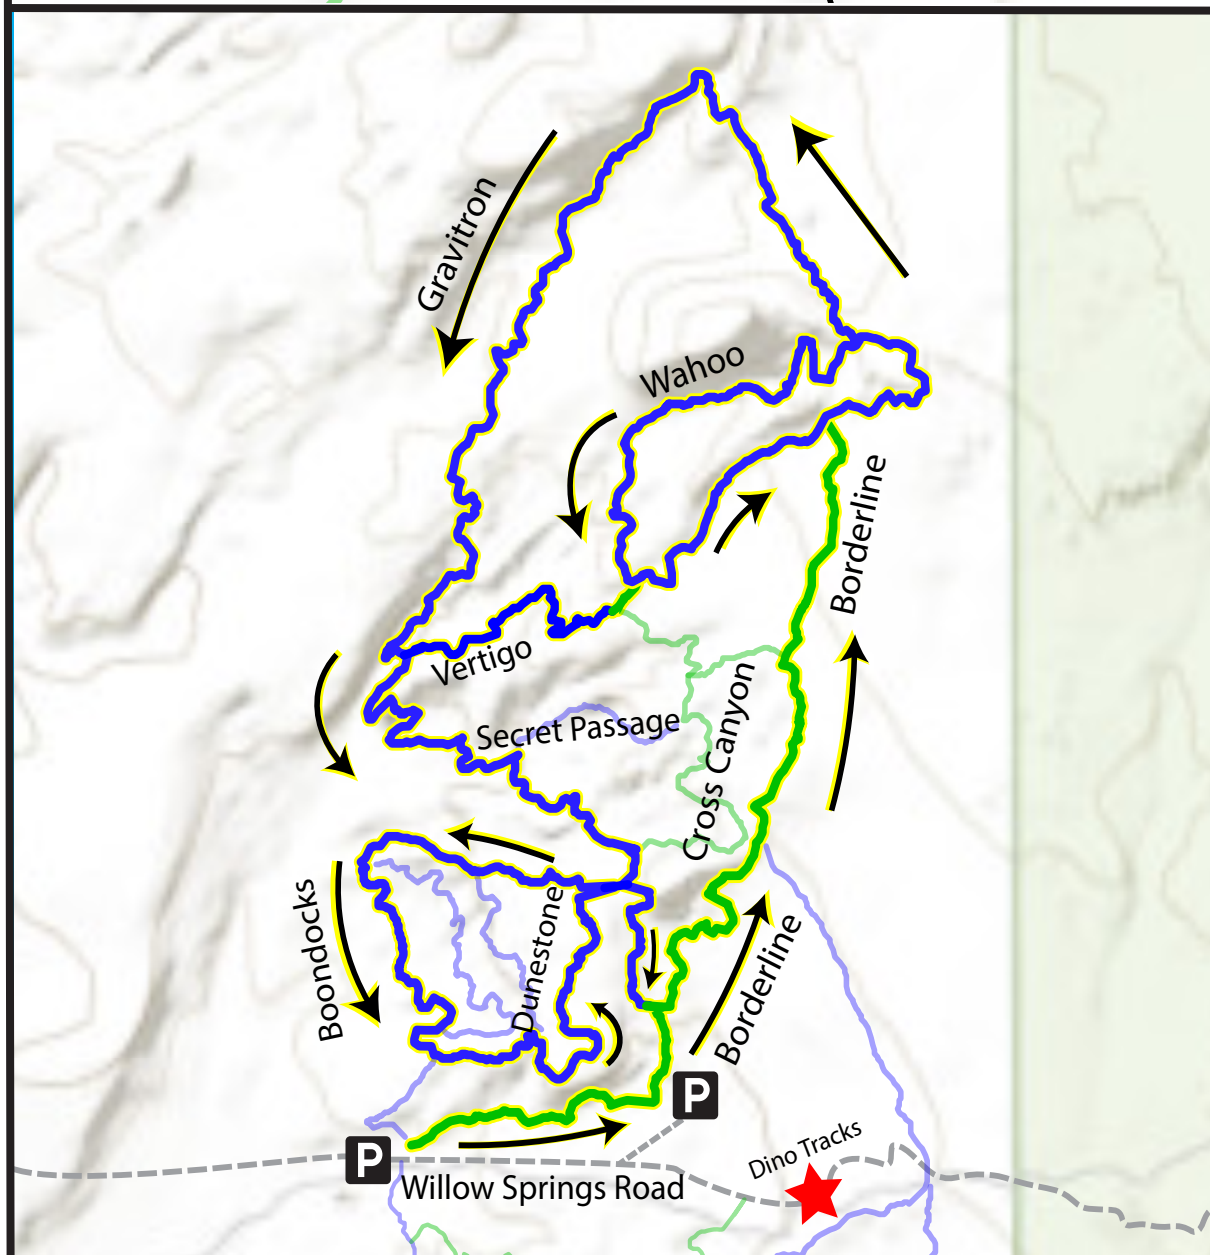 Gravitron
Wahoo
Borderline
Vertigo
Secret Passage
Cross Canyon
Boondocks
Dunestone
Borderline
P
P
Dino Tracks
Willow Springs Road